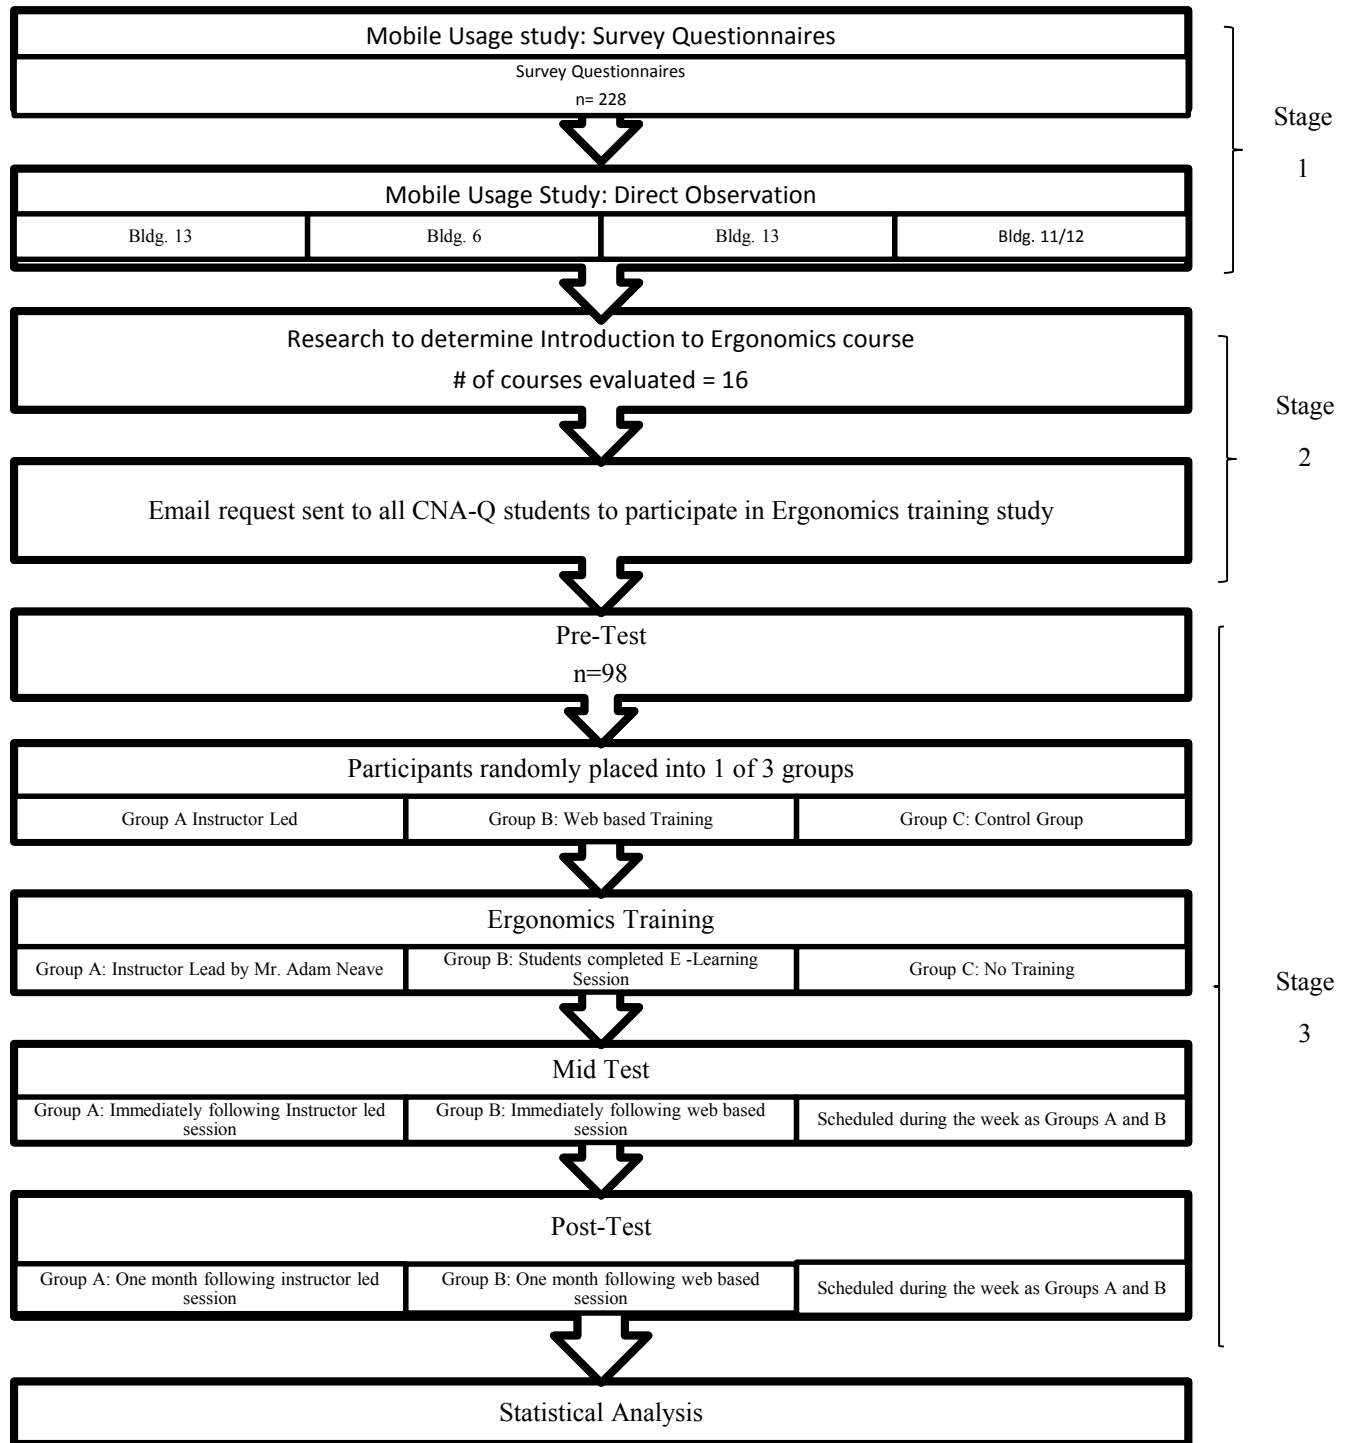 Mobile Usage study: Survey Questionnaires
Survey Questionnaires
n= 228
Stage
1
Mobile Usage Study: Direct Observation
Bldg. 13
Bldg. 6
Bldg. 13
Bldg. 11/12
Research to determine Introduction to Ergonomics course
# of courses evaluated = 16
Stage
2
Email request sent to all CNA-Q students to participate in Ergonomics training study
Pre-Test
n=98
Participants randomly placed into 1 of 3 groups
Group A Instructor Led
Group B: Web based Training
Group C: Control Group
Ergonomics Training
Group A: Instructor Lead by Mr. Adam Neave
Group B: Students completed E -Learning
Session
Group C: No Training
Stage
3
Mid Test
Group A: Immediately following Instructor led
session
Group B: Immediately following web based
session
Scheduled during the week as Groups A and B
Post-Test
Group A: One month following instructor led
session
Group B: One month following web based
session
Scheduled during the week as Groups A and B
Statistical Analysis